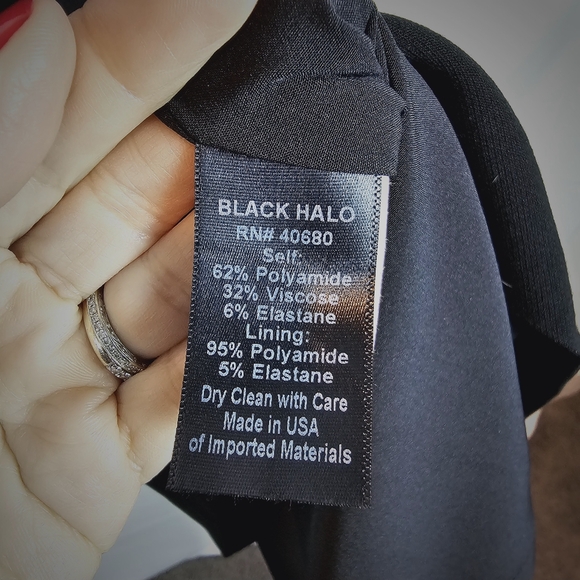 BLACK HALO
RN# 40680
Self:
62% Polyamide
32% Viscose
6% Elastane
Lining:
95% Polyamide
5% Elastane
Dry Clean with Care
Made in USA
of Imported Materials